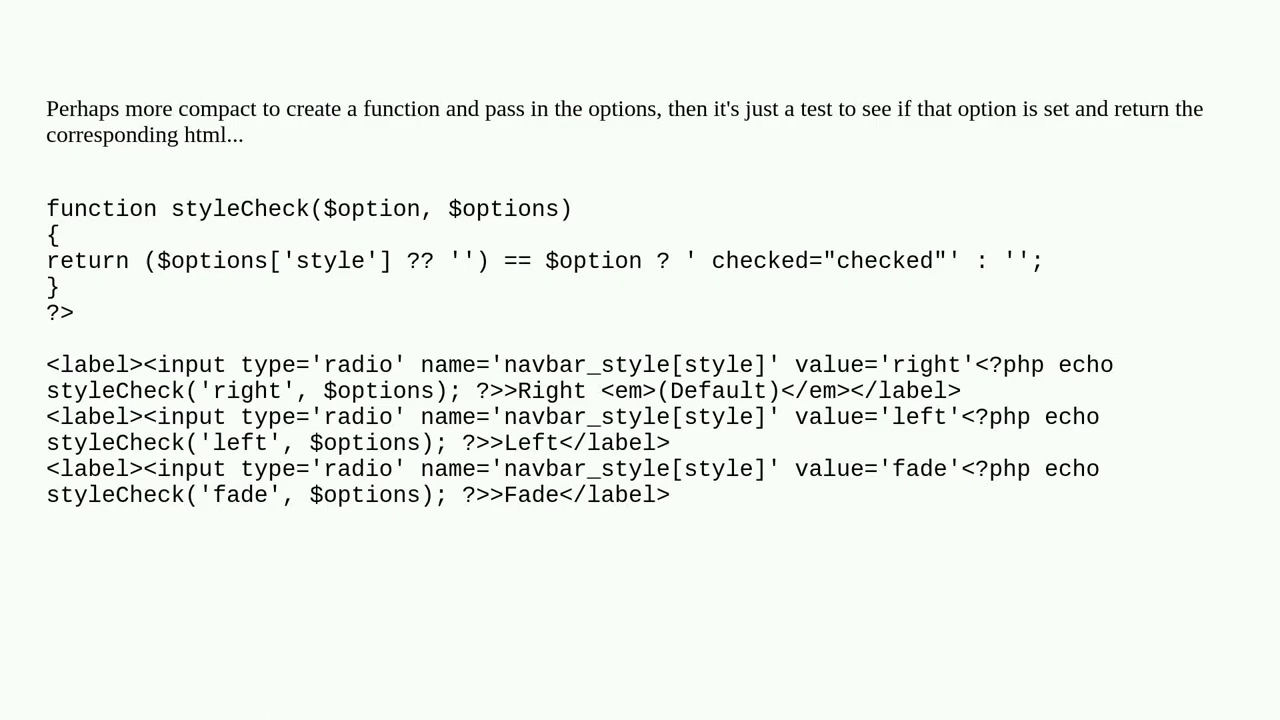 Perhaps more compact to create a function and pass in the options, then it's just a test to see if that option is set and return the
corresponding html...
function styleCheck($option, $options)
{
return ($options['style'] ?? '') == $option ? ' checked="checked"' : '';
}
?>
<label><input type='radio' name='navbar_style[style]' value='right'<?php echo
styleCheck('right', $options); ?>>Right <em>(Default)</em></label>
<label><input type='radio' name='navbar_style[style]' value='left'<?php echo
styleCheck('left', $options); ?>>Left</label>
<label><input type='radio' name='navbar_style[style]' value='fade'<?php echo
styleCheck('fade', $options); ?>>Fade</label>